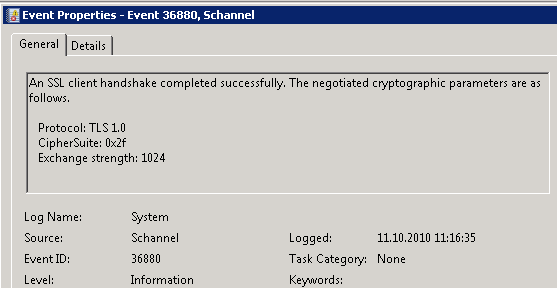 Event Properties - Event 36880, Schannel
General Details
An SSL client handshake completed successfully. The negotiated cryptographic parameters are as
follows.
Protocol: TLS 1.0
CipherSuite: 0x2f
Exchange strength: 1024
Log Name: System
Source: Schannel Logged: 11.10.2010 11:16:35
Event ID: 36880 Task Category: None
Level: Information Keywords: